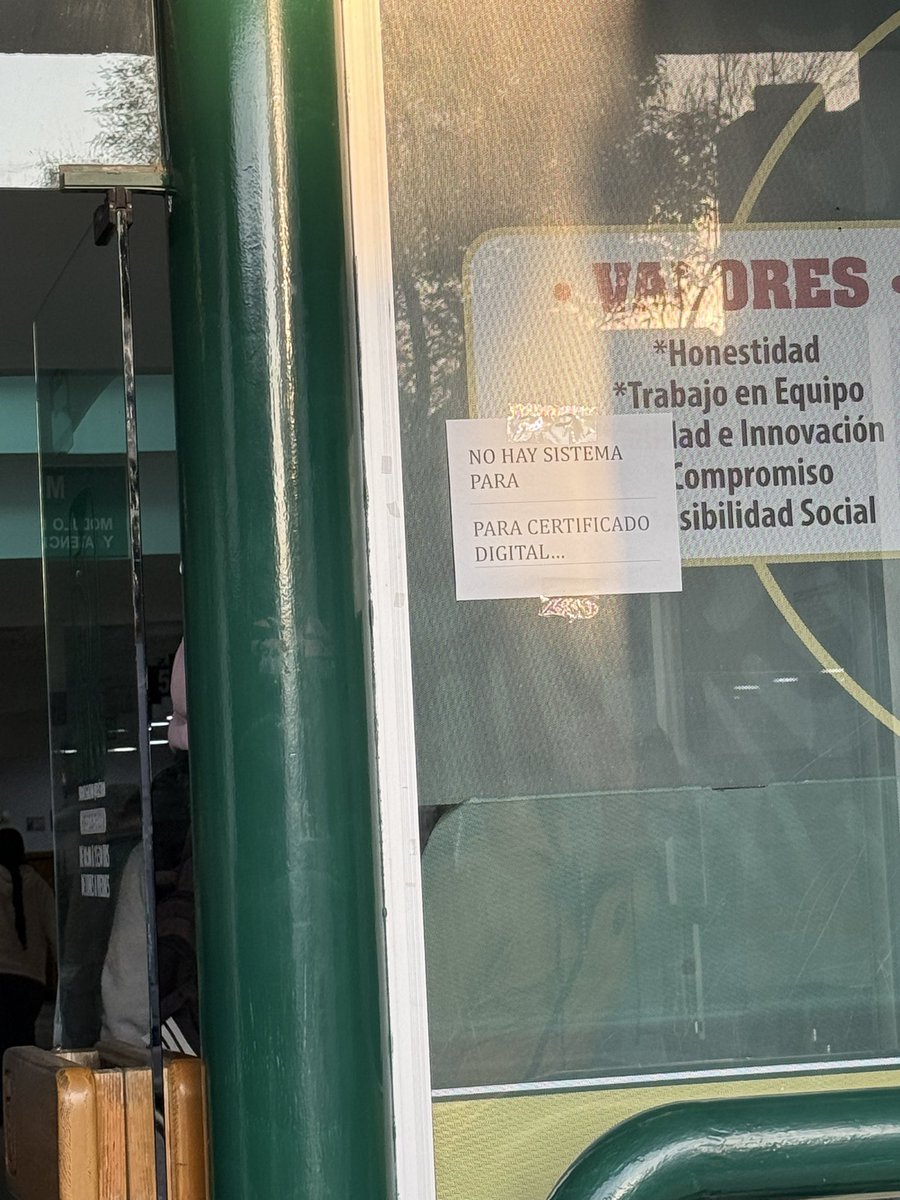 • VALORES •
*Honestidad
*Trabajo en Equipo
dad e Innovación
Compromiso
sibilidad Social
NO HAY SISTEMA
PARA
PARA CERTIFICADO
DIGITAL...